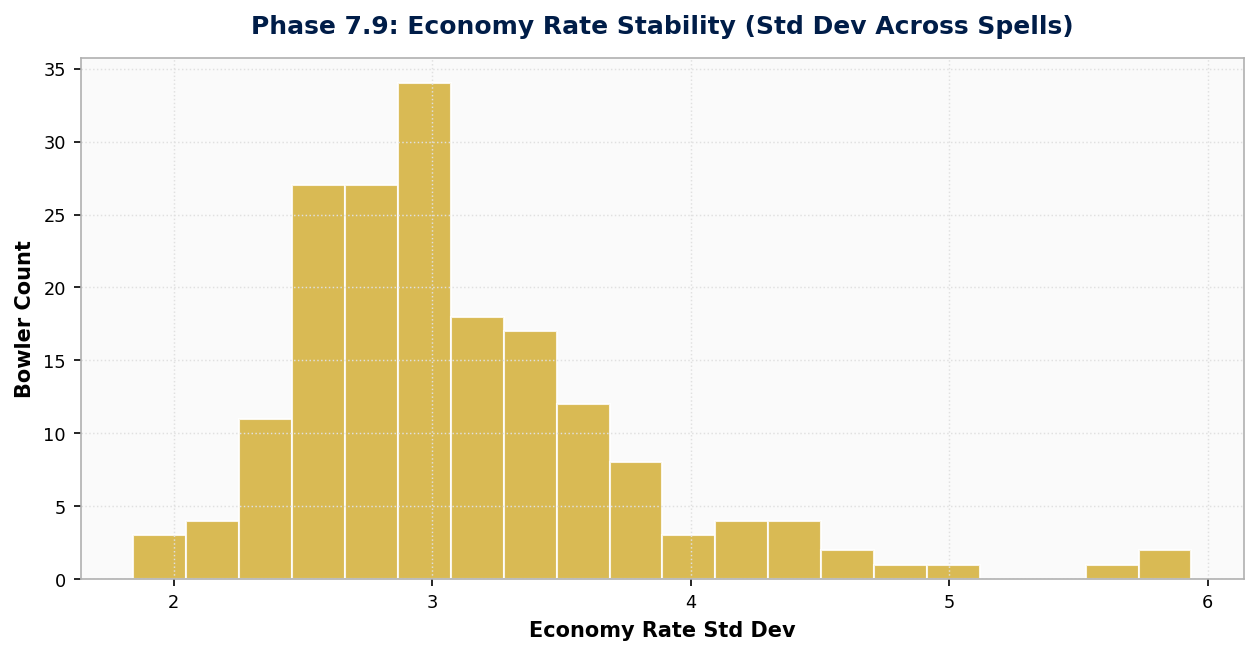 Phase 7.9: Economy Rate Stability (Std Dev Across Spells)
35
30
25
20
15
10
5
0
Bowler Count
2 3 4 5 6
Economy Rate Std Dev